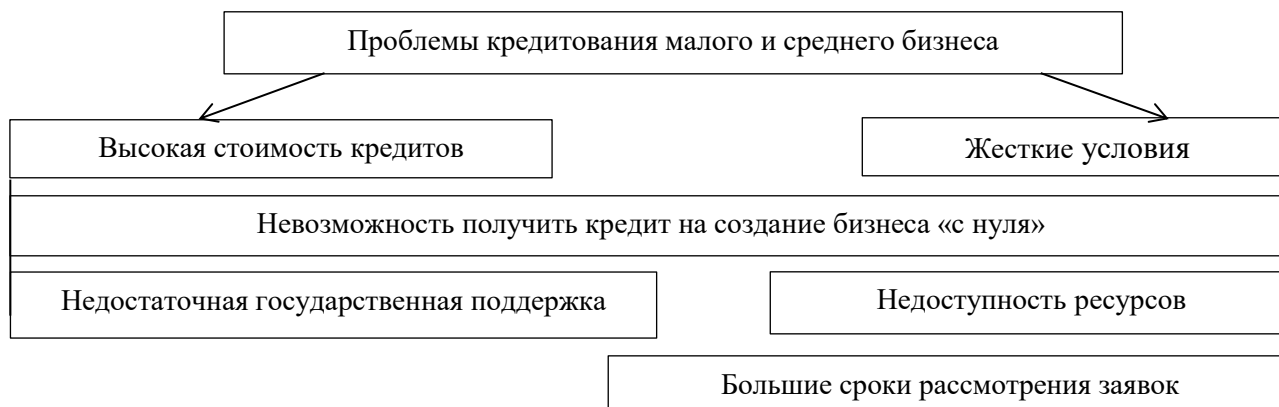 Проблемы кредитования малого и среднего бизнеса
Высокая стоимость кредитов
Жесткие условия
Невозможность получить кредит на создание бизнеса «с нуля»
Недостаточная государственная поддержка
Недоступность ресурсов
Большие сроки рассмотрения заявок